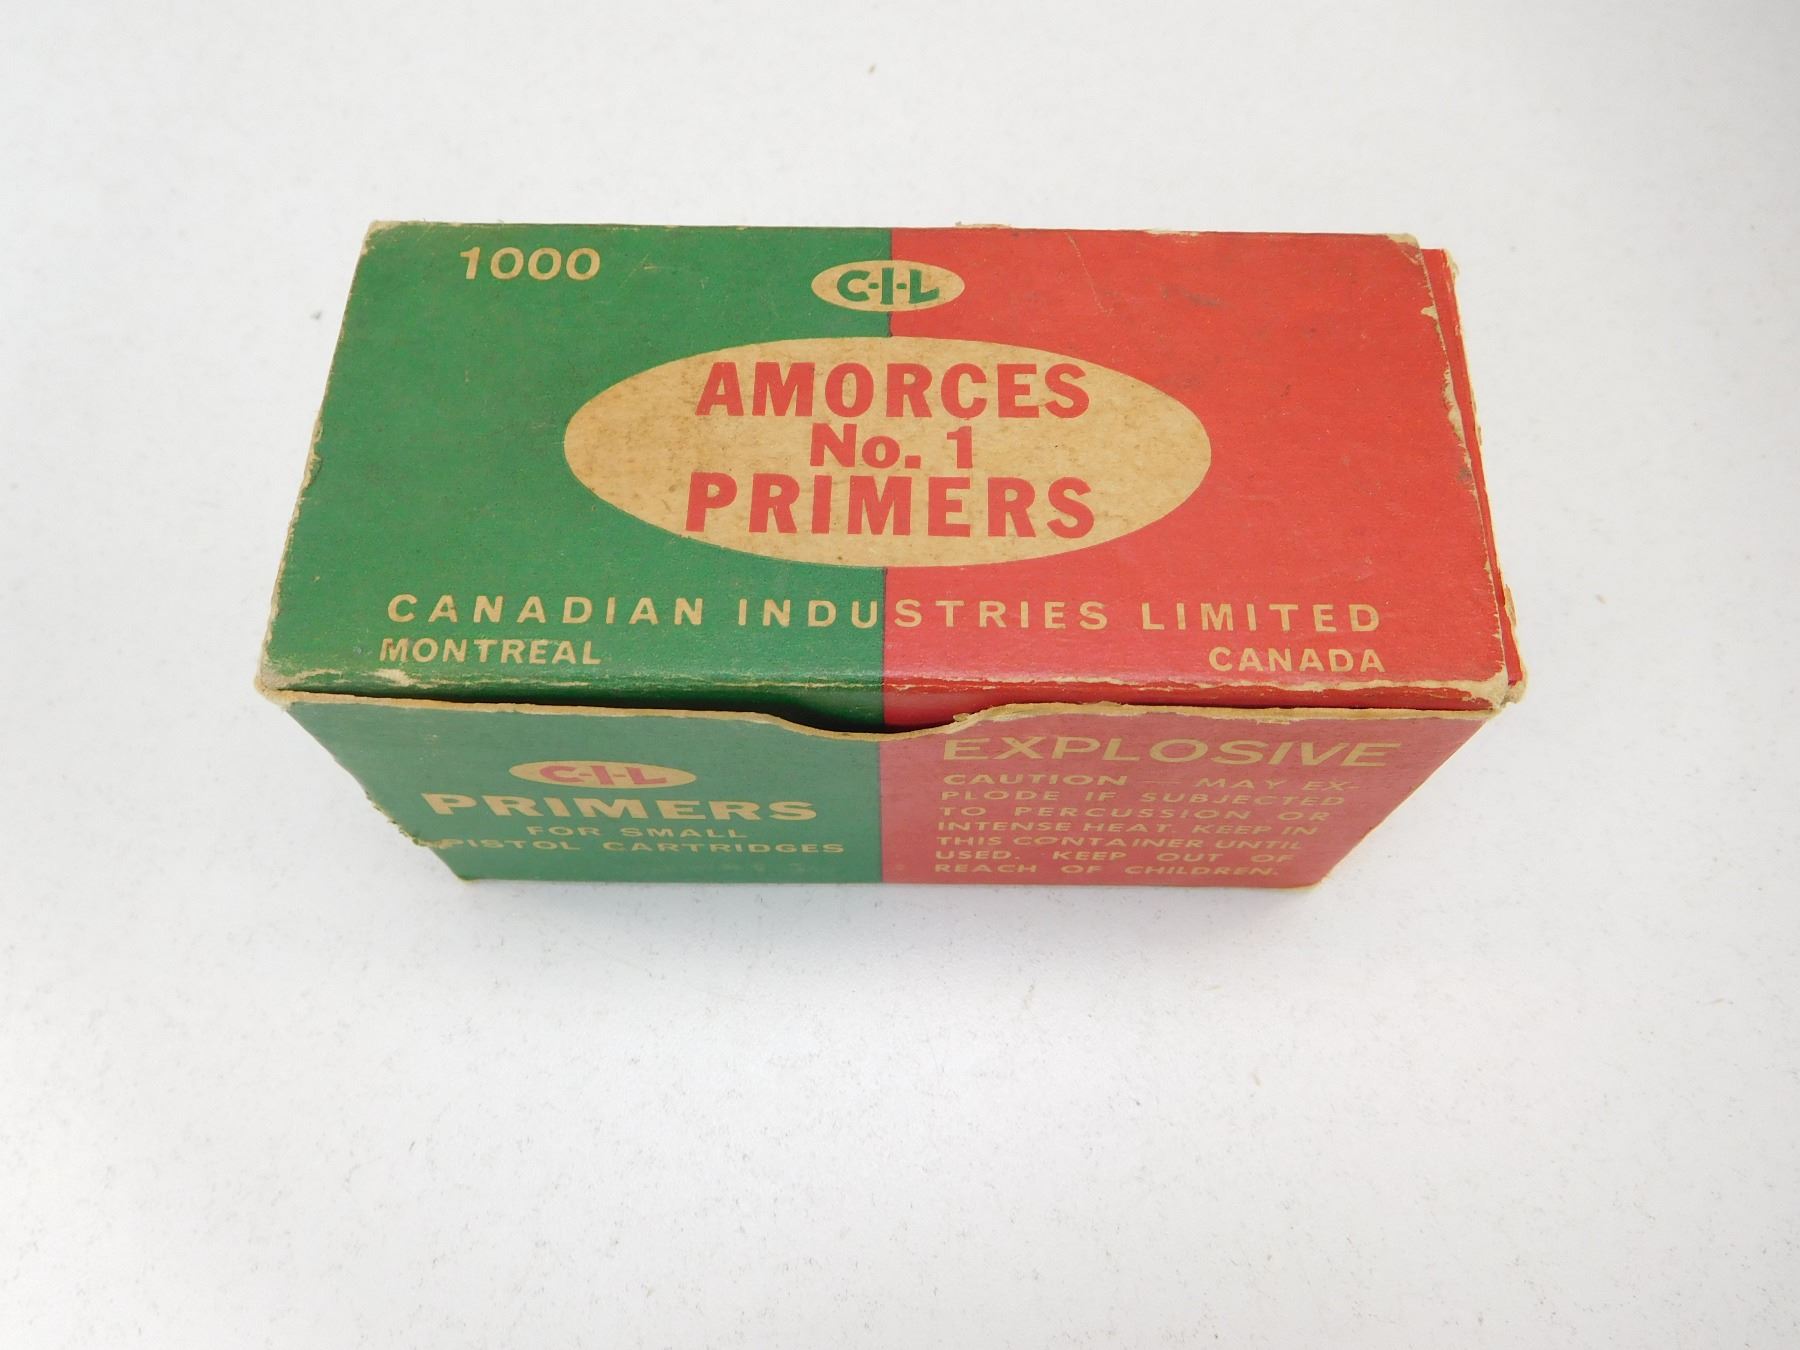 1000
C-I-L
AMORCES
No. 1
PRIMERS
CANADIAN INDUSTRIES LIMITED
MONTREAL CANADA
C-I-L
PRIMERS
FOR SMALL
PISTOL CARTRIDGES
EXPLOSIVE
CAUTION — MAY EX-
PLODE IF SUBJECTED
TO PERCUSSION OR
INTENSE HEAT. KEEP IN
THIS CONTAINER UNTIL
USED. KEEP OUT OF
REACH OF CHILDREN.